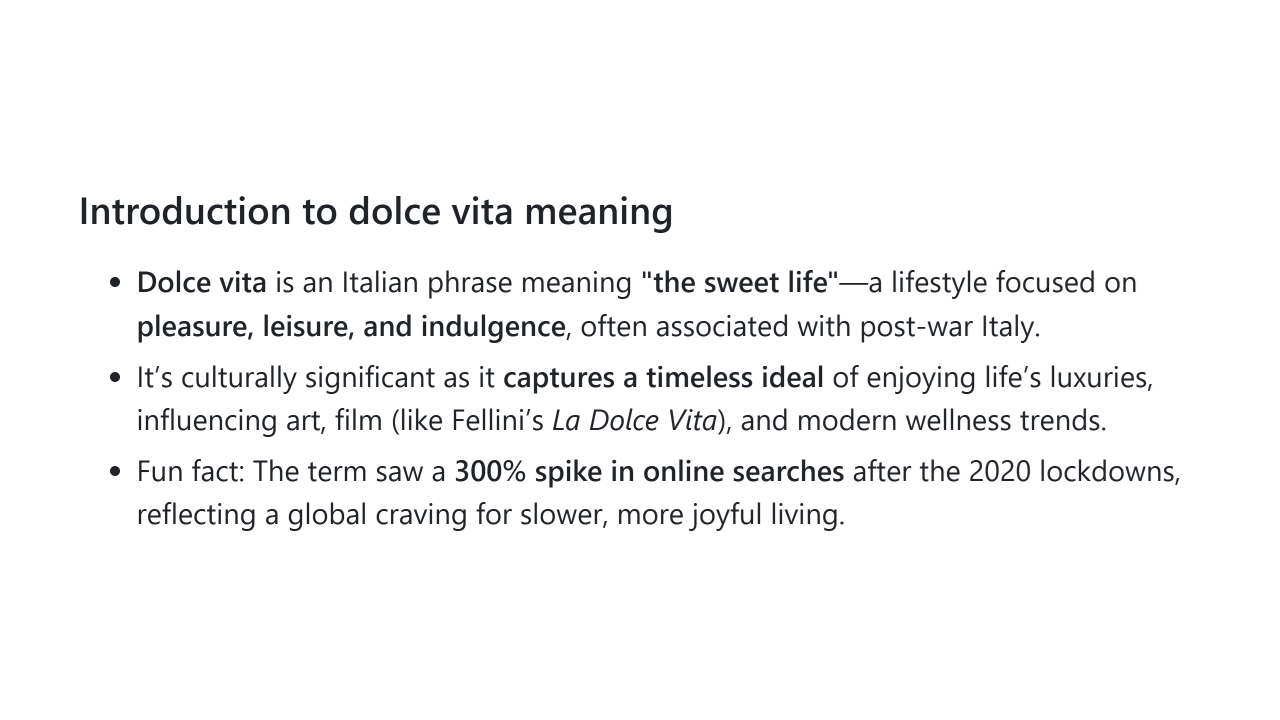 Introduction to dolce vita meaning
• Dolce vita is an Italian phrase meaning "the sweet life"—a lifestyle focused on
pleasure, leisure, and indulgence, often associated with post-war Italy.
• It’s culturally significant as it captures a timeless ideal of enjoying life’s luxuries,
influencing art, film (like Fellini’s La Dolce Vita), and modern wellness trends.
• Fun fact: The term saw a 300% spike in online searches after the 2020 lockdowns,
reflecting a global craving for slower, more joyful living.